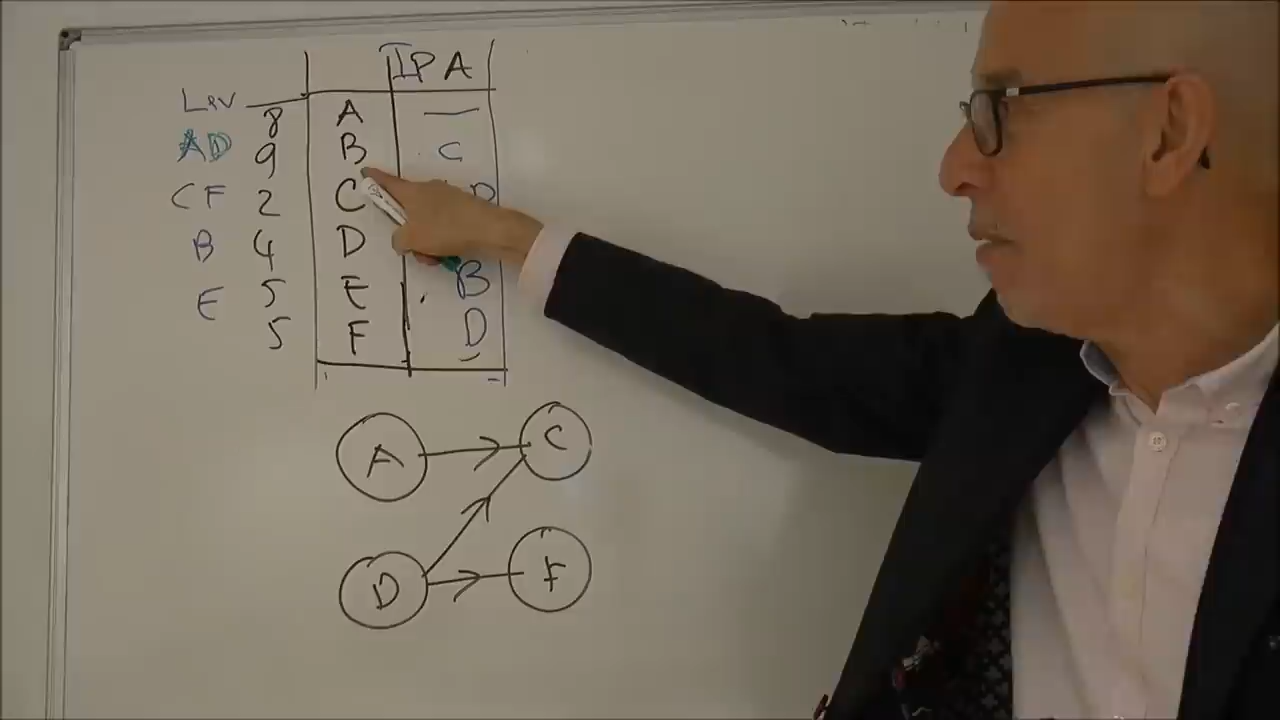 IPA
Lev
8 A —
AD 9 B C
CF 2 C D
B 4 D
E 5 E B
5 F D
A C
D F